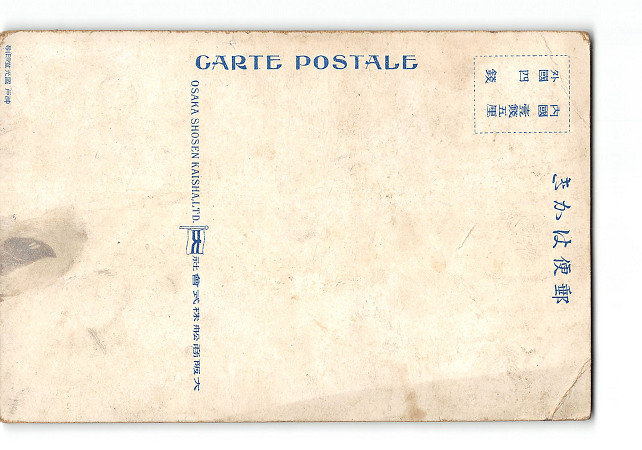 CARTE POSTALE
郵便はかき
內國
壹錢五厘
外國
四錢
OSAKA SHOSEN KAISHA, LTD.
大阪商船株式會社